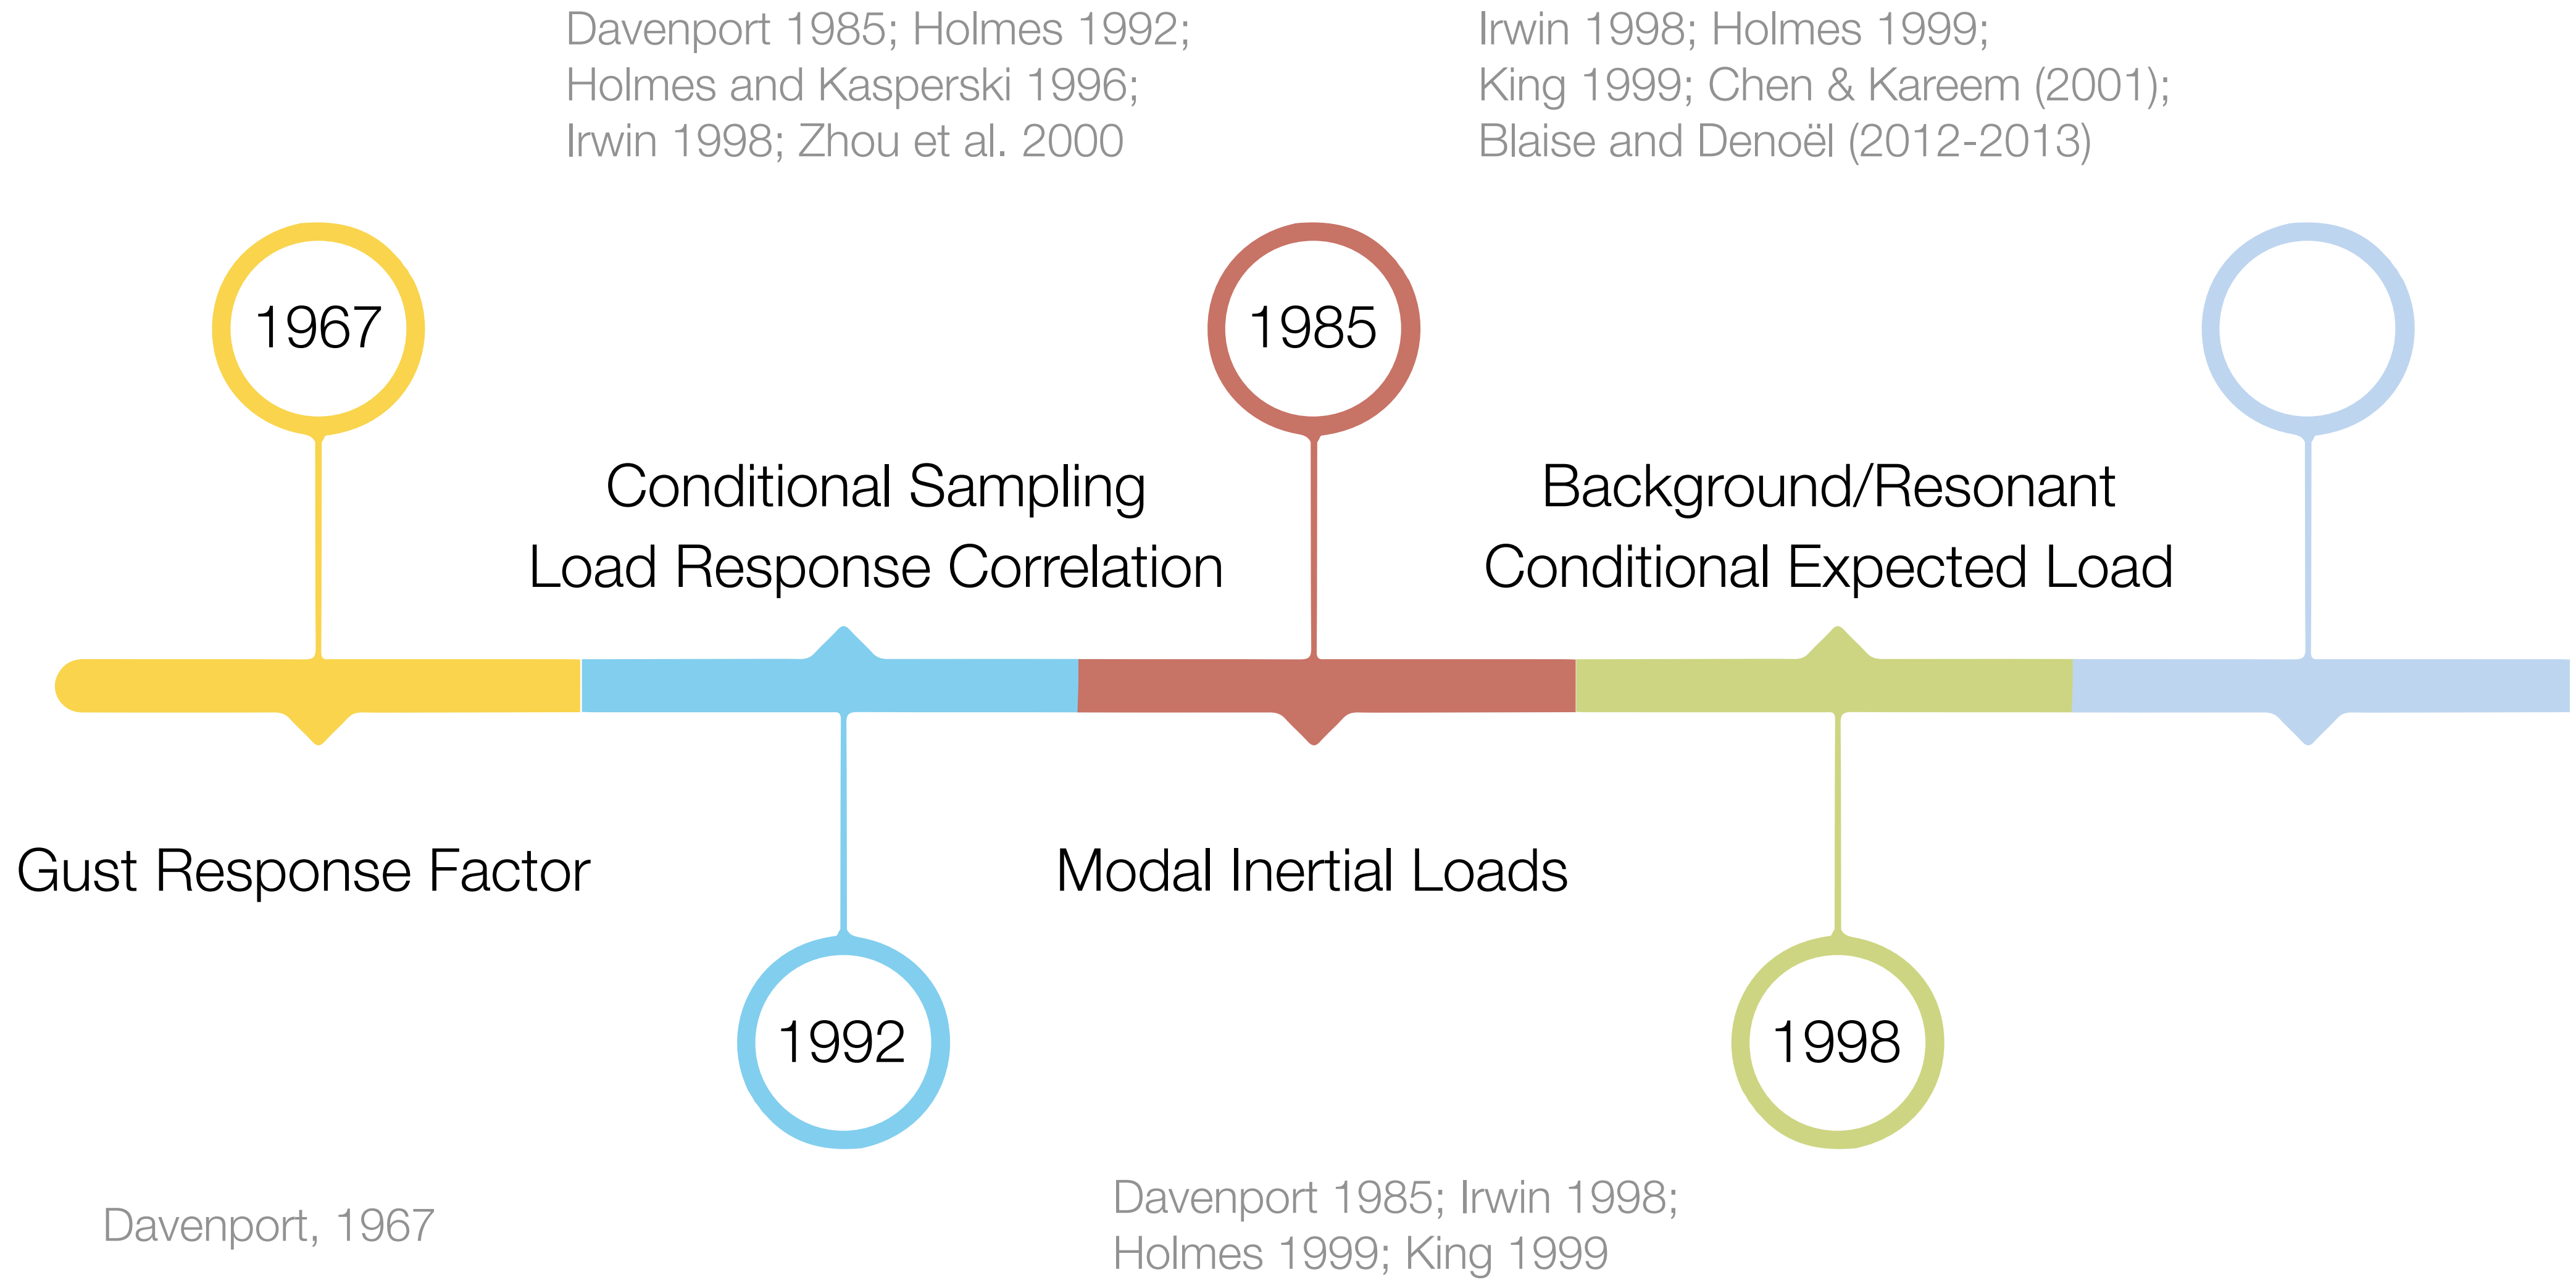 Davenport 1985; Holmes 1992;
Holmes and Kasperski 1996;
Irwin 1998; Zhou et al. 2000
Irwin 1998; Holmes 1999;
King 1999; Chen & Kareem (2001);
Blaise and Denoël (2012-2013)
1967
1985
Conditional Sampling
Load Response Correlation
Background/Resonant
Conditional Expected Load
Gust Response Factor
Modal Inertial Loads
1992
1998
Davenport, 1967
Davenport 1985; Irwin 1998;
Holmes 1999; King 1999